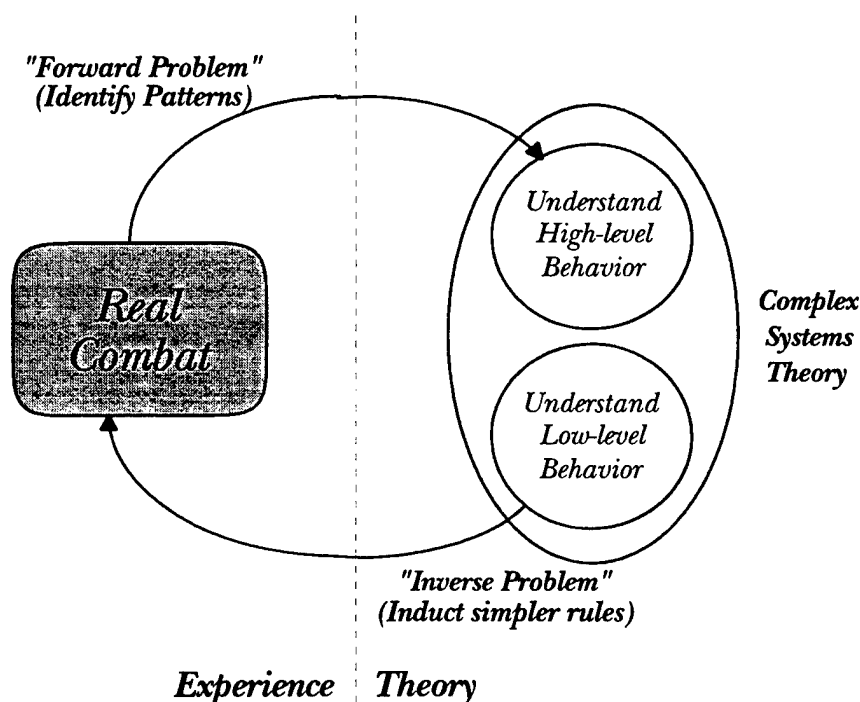 "Forward Problem"
(Identify Patterns)
Understand
High-level
Behavior
Real
Combat
Complex
Systems
Theory
Understand
Low-level
Behavior
"Inverse Problem"
(Induct simpler rules)
Experience
Theory